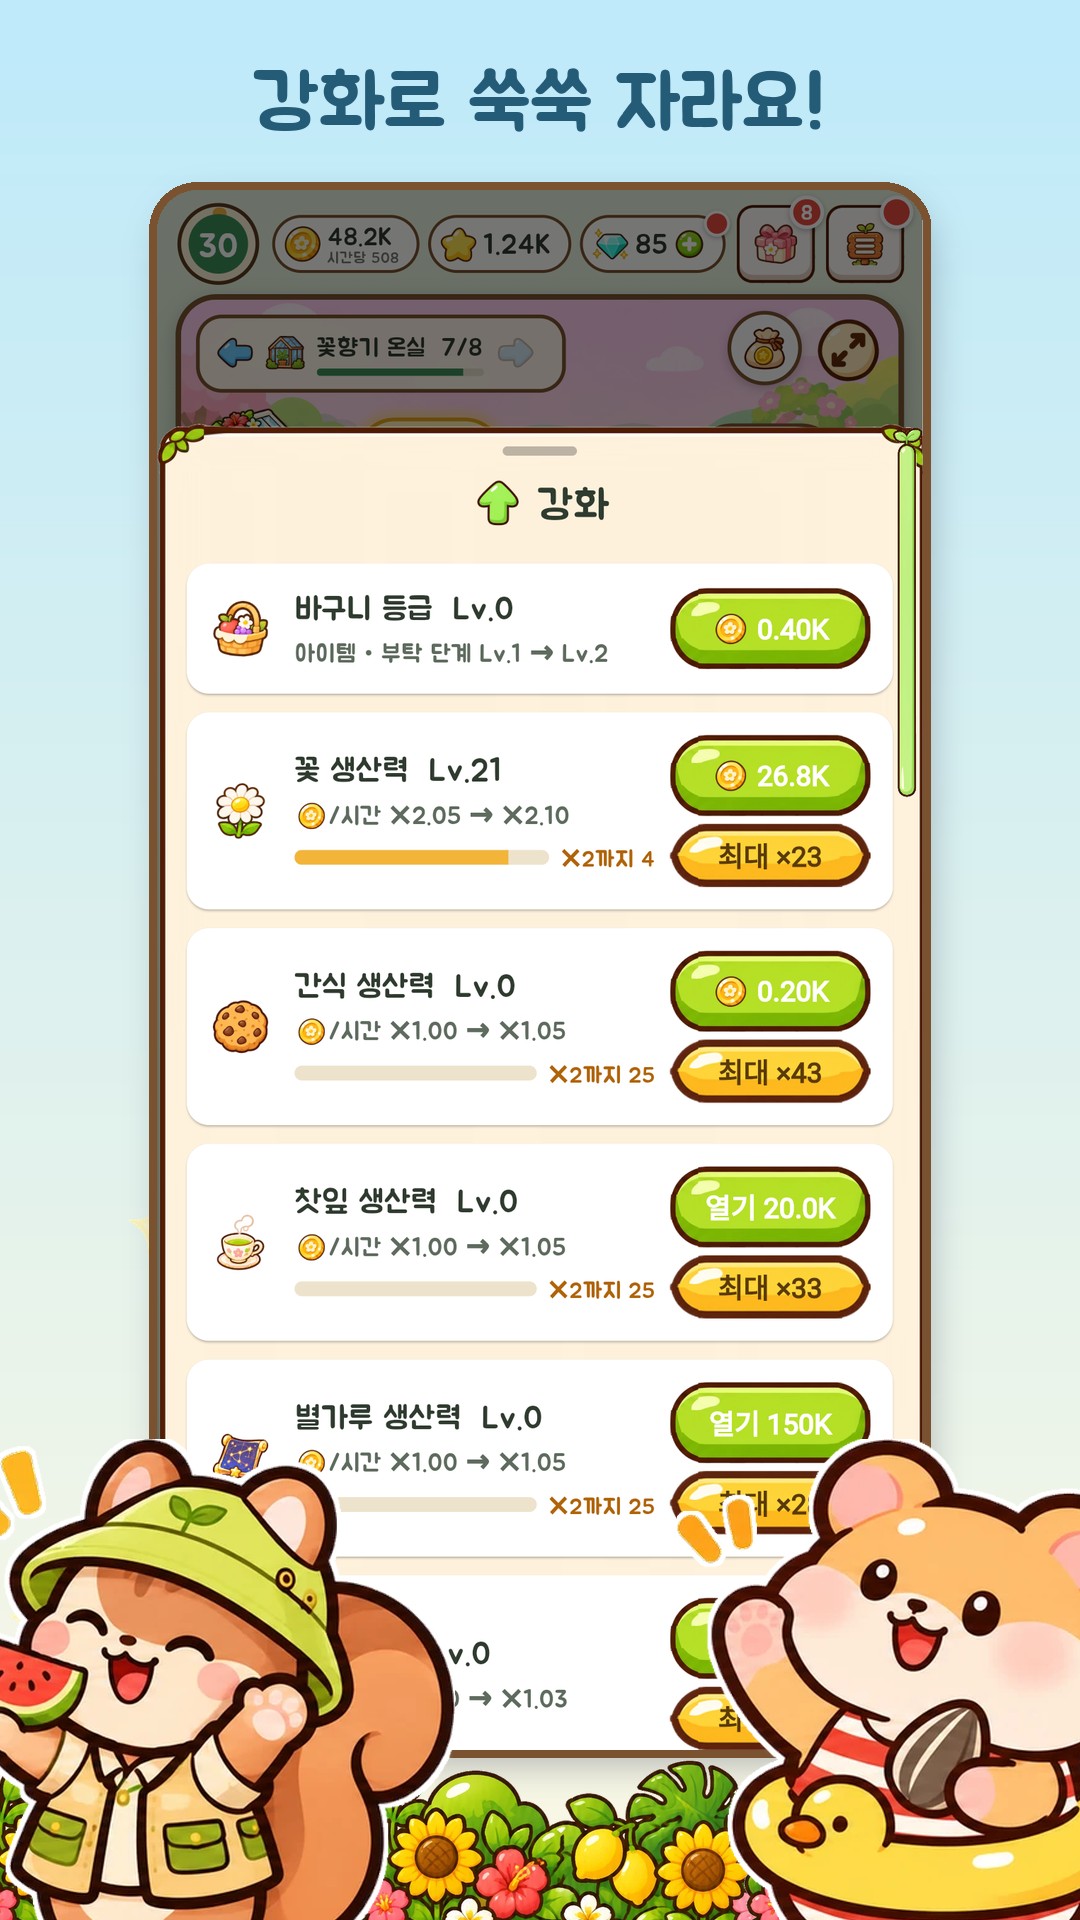 강화로 쑥쑥 자라요!
30
48.2K
시간당 508
1.24K
85
8
꽃향기 온실 7/8
강화
바구니 등급 Lv.0
아이템 • 부탁 단계 Lv.1 → Lv.2
0.40K
꽃 생산력 Lv.21
/시간 ×2.05 → ×2.10
×2까지 4
26.8K
최대 ×23
간식 생산력 Lv.0
/시간 ×1.00 → ×1.05
×2까지 25
0.20K
최대 ×43
찻잎 생산력 Lv.0
/시간 ×1.00 → ×1.05
×2까지 25
열기 20.0K
최대 ×33
별가루 생산력 Lv.0
/시간 ×1.00 → ×1.05
×2까지 25
열기 150K
최대
v.0
→ ×1.03